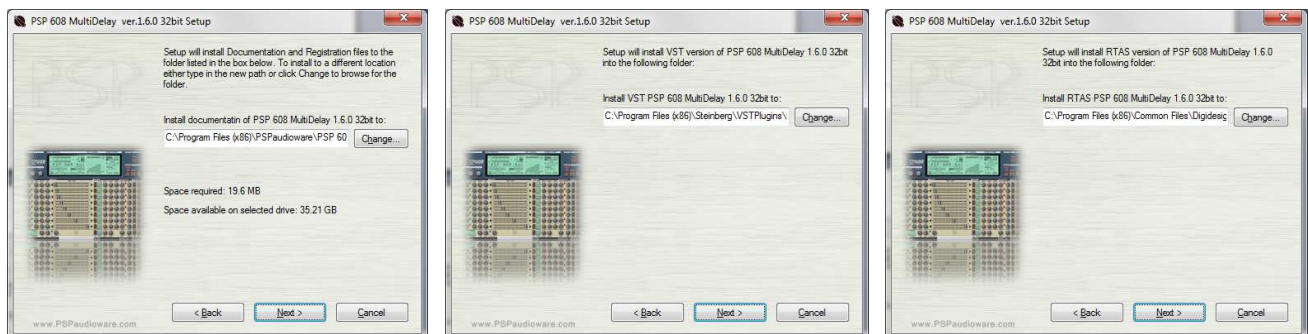 PSP 608 MultiDelay ver.1.6.0 32bit Setup
Setup will install Documentation and Registration files to the
folder listed in the box below. To install to a different location
either type in the new path or click Change to browse for the
folder.
Install documentatin of PSP 608 MultiDelay 1.6.0 32bit to:
C:\Program Files (x86)\PSPaudioware\PSP 60
Change...
Space required: 19.6 MB
Space available on selected drive: 35.21 GB
www.PSPaudioware.com
< Back
Next >
Cancel
PSP 608 MultiDelay ver.1.6.0 32bit Setup
Setup will install VST version of PSP 608 MultiDelay 1.6.0 32bit
into the following folder:
Install VST PSP 608 MultiDelay 1.6.0 32bit to:
C:\Program Files (x86)\Steinberg\VSTPlugins\
Change...
www.PSPaudioware.com
< Back
Next >
Cancel
PSP 608 MultiDelay ver.1.6.0 32bit Setup
Setup will install RTAS version of PSP 608 MultiDelay 1.6.0
32bit into the following folder:
Install RTAS PSP 608 MultiDelay 1.6.0 32bit to:
C:\Program Files (x86)\Common Files\Digidesig
Change...
www.PSPaudioware.com
< Back
Next >
Cancel